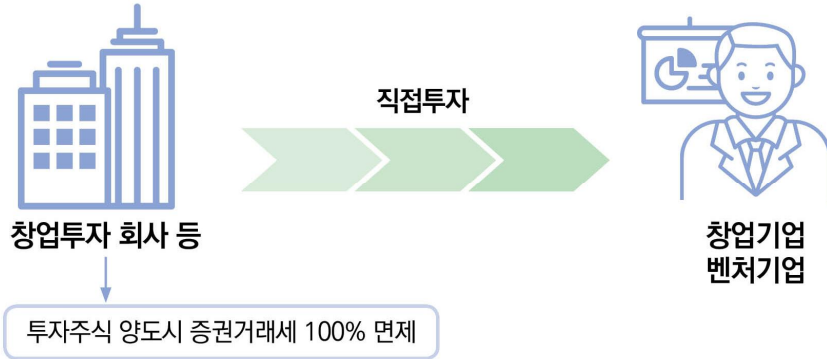 직접투자
창업투자 회사 등
창업기업
벤처기업
투자주식 양도시 증권거래세 100% 면제